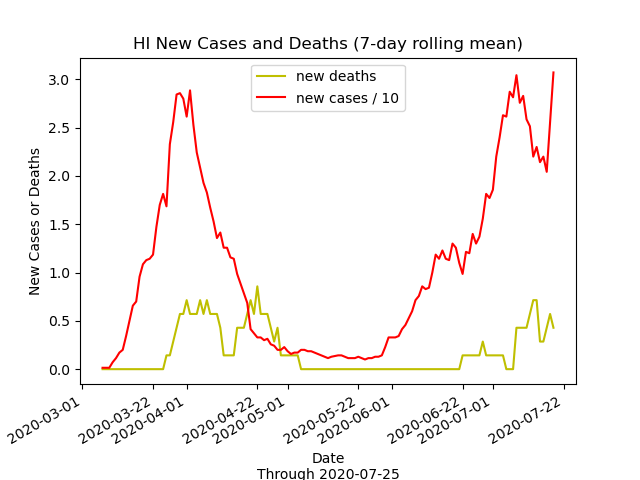 HI New Cases and Deaths (7-day rolling mean)
new deaths
new cases / 10
3.0
2.5
2.0
1.5
1.0
0.5
0.0
New Cases or Deaths
2020-03-01
2020-03-22
2020-04-01
2020-04-22
2020-05-01
2020-05-22
2020-06-01
2020-06-22
2020-07-01
2020-07-22
Date
Through 2020-07-25